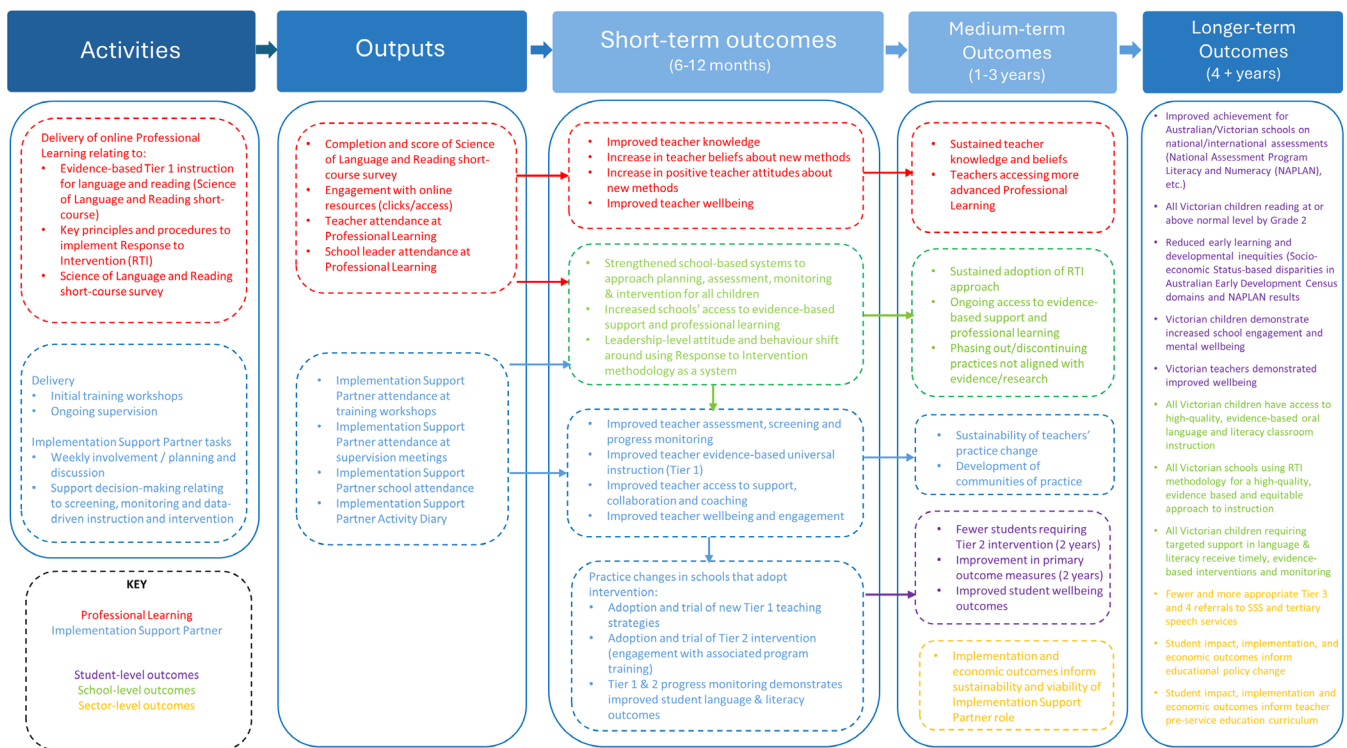 Activities
Outputs
Short-term outcomes
(6-12 months)
Medium-term
Outcomes
(1-3 years)
Longer-term
Outcomes
(4 + years)
Delivery of online Professional
Learning relating to:
• Evidence-based Tier 1 instruction
for language and reading (Science
of Language and Reading short-
course)
• Key principles and procedures to
implement Response to
Intervention (RTI)
• Science of Language and Reading
short-course survey
Delivery
• Initial training workshops
• Ongoing supervision
Implementation Support Partner tasks
• Weekly involvement / planning and
discussion
• Support decision-making relating
to screening, monitoring and data-
driven instruction and intervention
KEY
Professional Learning
Implementation Support Partner
Student-level outcomes
School-level outcomes
Sector-level outcomes
• Completion and score of Science
of Language and Reading short-
course survey
• Engagement with online
resources (clicks/access)
• Teacher attendance at
Professional Learning
• School leader attendance at
Professional Learning
• Implementation Support
Partner attendance at
training workshops
• Implementation Support
Partner attendance at
supervision meetings
• Implementation Support
Partner school attendance
• Implementation Support
Partner Activity Diary
• Improved teacher knowledge
• Increase in teacher beliefs about new methods
• Increase in positive teacher attitudes about
new methods
• Improved teacher wellbeing
• Strengthened school-based systems to
approach planning, assessment, monitoring
& intervention for all children
• Increased schools' access to evidence-based
support and professional learning
• Leadership-level attitude and behaviour shift
around using Response to Intervention
methodology as a system
• Improved teacher assessment, screening and
progress monitoring
• Improved teacher evidence-based universal
instruction (Tier 1)
• Improved teacher access to support,
collaboration and coaching
• Improved teacher wellbeing and engagement
Practice changes in schools that adopt
intervention:
• Adoption and trial of new Tier 1 teaching
strategies
• Adoption and trial of Tier 2 intervention
(engagement with associated program
training)
• Tier 1 & 2 progress monitoring demonstrates
improved student language & literacy
outcomes
• Sustained teacher
knowledge and beliefs
• Teachers accessing more
advanced Professional
Learning
• Sustained adoption of RTI
approach
• Ongoing access to evidence-
based support and
professional learning
• Phasing out/discontinuing
practices not aligned with
evidence/research
• Sustainability of teachers'
practice change
• Development of
communities of practice
• Fewer students requiring
Tier 2 intervention (2 years)
• Improvement in primary
outcome measures (2 years)
• Improved student wellbeing
outcomes
• Implementation and
economic outcomes inform
sustainability and viability of
Implementation Support
Partner role
• Improved achievement for
Australian/Victorian schools on
national/international assessments
(National Assessment Program
Literacy and Numeracy (NAPLAN),
etc.)
• All Victorian children reading at or
above normal level by Grade 2
• Reduced early learning and
developmental inequities (Socio-
economic Status-based disparities in
Australian Early Development Census
domains and NAPLAN results
• Victorian children demonstrate
increased school engagement and
mental wellbeing
• Victorian teachers demonstrated
improved wellbeing
• All Victorian children have access to
high-quality, evidence-based oral
language and literacy classroom
instruction
• All Victorian schools using RTI
methodology for a high-quality,
evidence based and equitable
approach to instruction
• All Victorian children requiring
targeted support in language &
literacy receive timely, evidence-
based interventions and monitoring
• Fewer and more appropriate Tier 3
and 4 referrals to SSS and tertiary
speech services
• Student impact, implementation, and
economic outcomes inform
educational policy change
• Student impact, implementation and
economic outcomes inform teacher
pre-service education curriculum